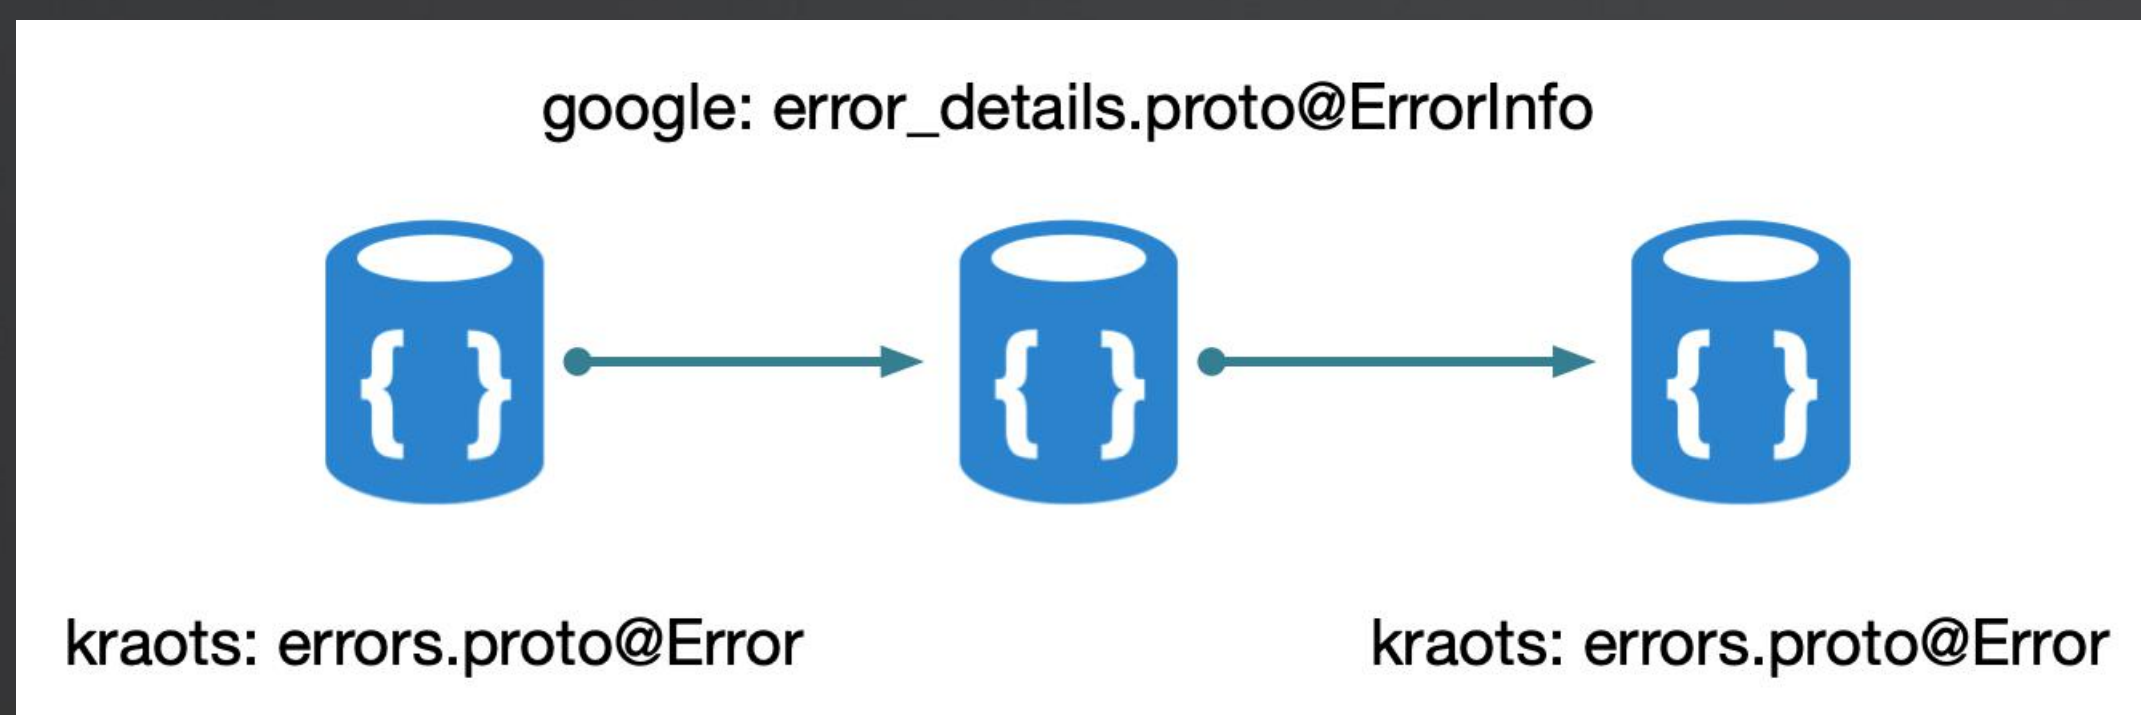 google: error_details.proto@ErrorInfo
{ }
{ }
{ }
kraots: errors.proto@Error
kraots: errors.proto@Error